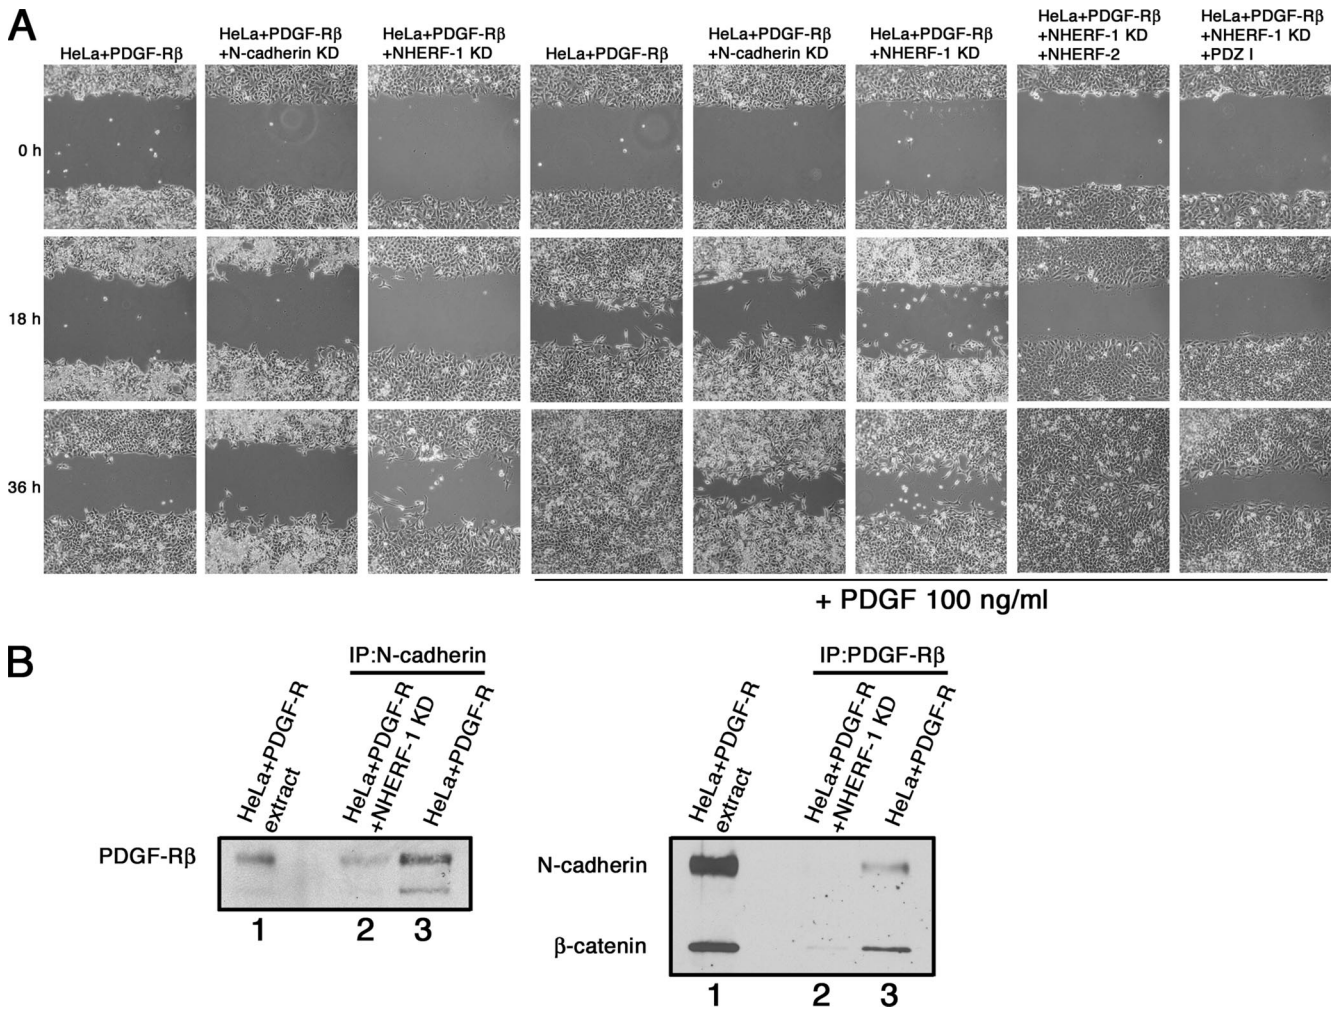 A
HeLa+PDGF-Rβ
HeLa+PDGF-Rβ
+N-cadherin KD
HeLa+PDGF-Rβ
+NHERF-1 KD
HeLa+PDGF-Rβ
HeLa+PDGF-Rβ
+N-cadherin KD
HeLa+PDGF-Rβ
+NHERF-1 KD
HeLa+PDGF-Rβ
+NHERF-1 KD
+NHERF-2
HeLa+PDGF-Rβ
+NHERF-1 KD
+PDZ I
0 h
18 h
36 h
+ PDGF 100 ng/ml
B
IP:N-cadherin
HeLa+PDGF-R
extract
HeLa+PDGF-R
+NHERF-1 KD
HeLa+PDGF-R
PDGF-Rβ
1
2
3
IP:PDGF-Rβ
HeLa+PDGF-R
extract
HeLa+PDGF-R
+NHERF-1 KD
HeLa+PDGF-R
N-cadherin
β-catenin
1
2
3